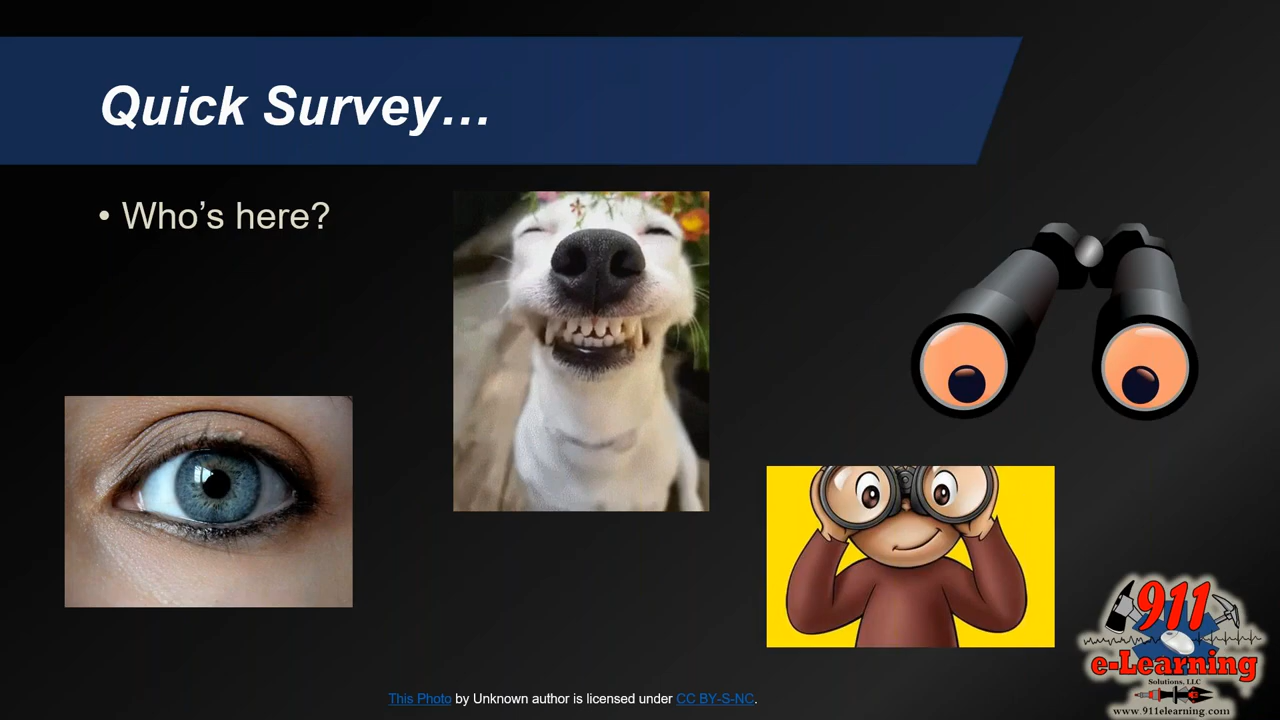 Quick Survey…
• Who’s here?
911
e-Learning
Solutions, LLC
www.911elearning.com
This Photo by Unknown author is licensed under CC BY-S-NC.